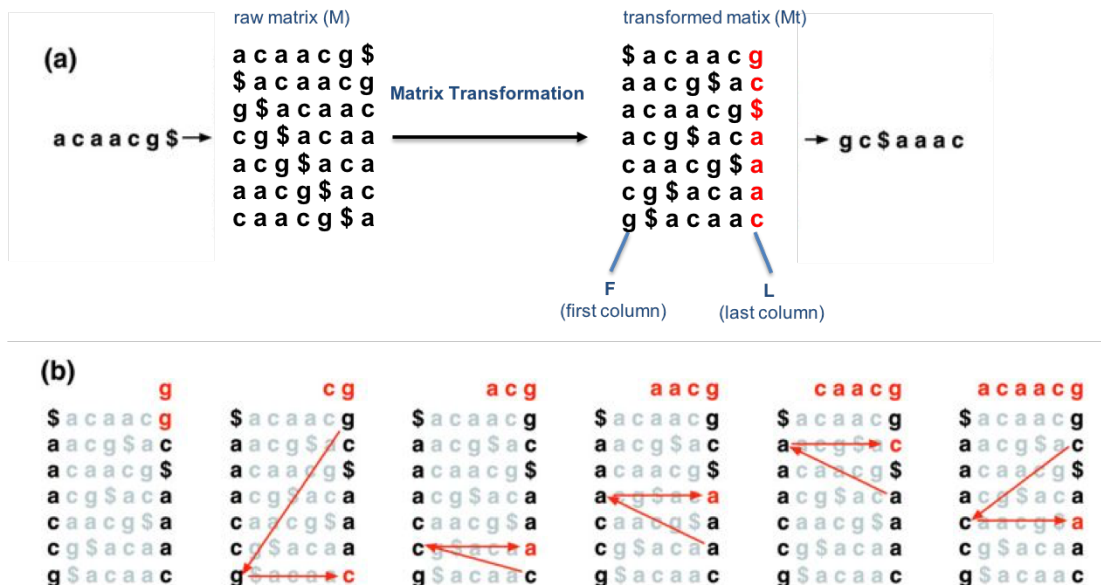 raw matrix (M)
transformed matix (Mt)
(a)
a c a a c g $
a c a a c g $
$ a c a a c g
g $ a c a a c
c g $ a c a a
a c g $ a c a
a a c g $ a c
c a a c g $ a
Matrix Transformation
$ a c a a c g
a a c g $ a c
a c a a c g $
a c g $ a c a
c a a c g $ a
c g $ a c a a
g $ a c a a c
g c $ a a a c
F
(first column)
L
(last column)
(b)
g
$ a c a a c g
a a c g $ a c
a c a a c g $
a c g $ a c a
c a a c g $ a
c g $ a c a a
g $ a c a a c
c g
$ a c a a c g
a a c g $ a c
a c a a c g $
a c g $ a c a
c a a c g $ a
c g $ a c a a
g $ a c a a c
a c g
$ a c a a c g
a a c g $ a c
a c a a c g $
a c g $ a c a
c a a c g $ a
c g $ a c a a
g $ a c a a c
a a c g
$ a c a a c g
a a c g $ a c
a c a a c g $
a c g $ a c a
c a a c g $ a
c g $ a c a a
g $ a c a a c
c a a c g
$ a c a a c g
a a c g $ a c
a c a a c g $
a c g $ a c a
c a a c g $ a
c g $ a c a a
g $ a c a a c
a c a a c g
$ a c a a c g
a a c g $ a c
a c a a c g $
a c g $ a c a
c a a c g $ a
c g $ a c a a
g $ a c a a c